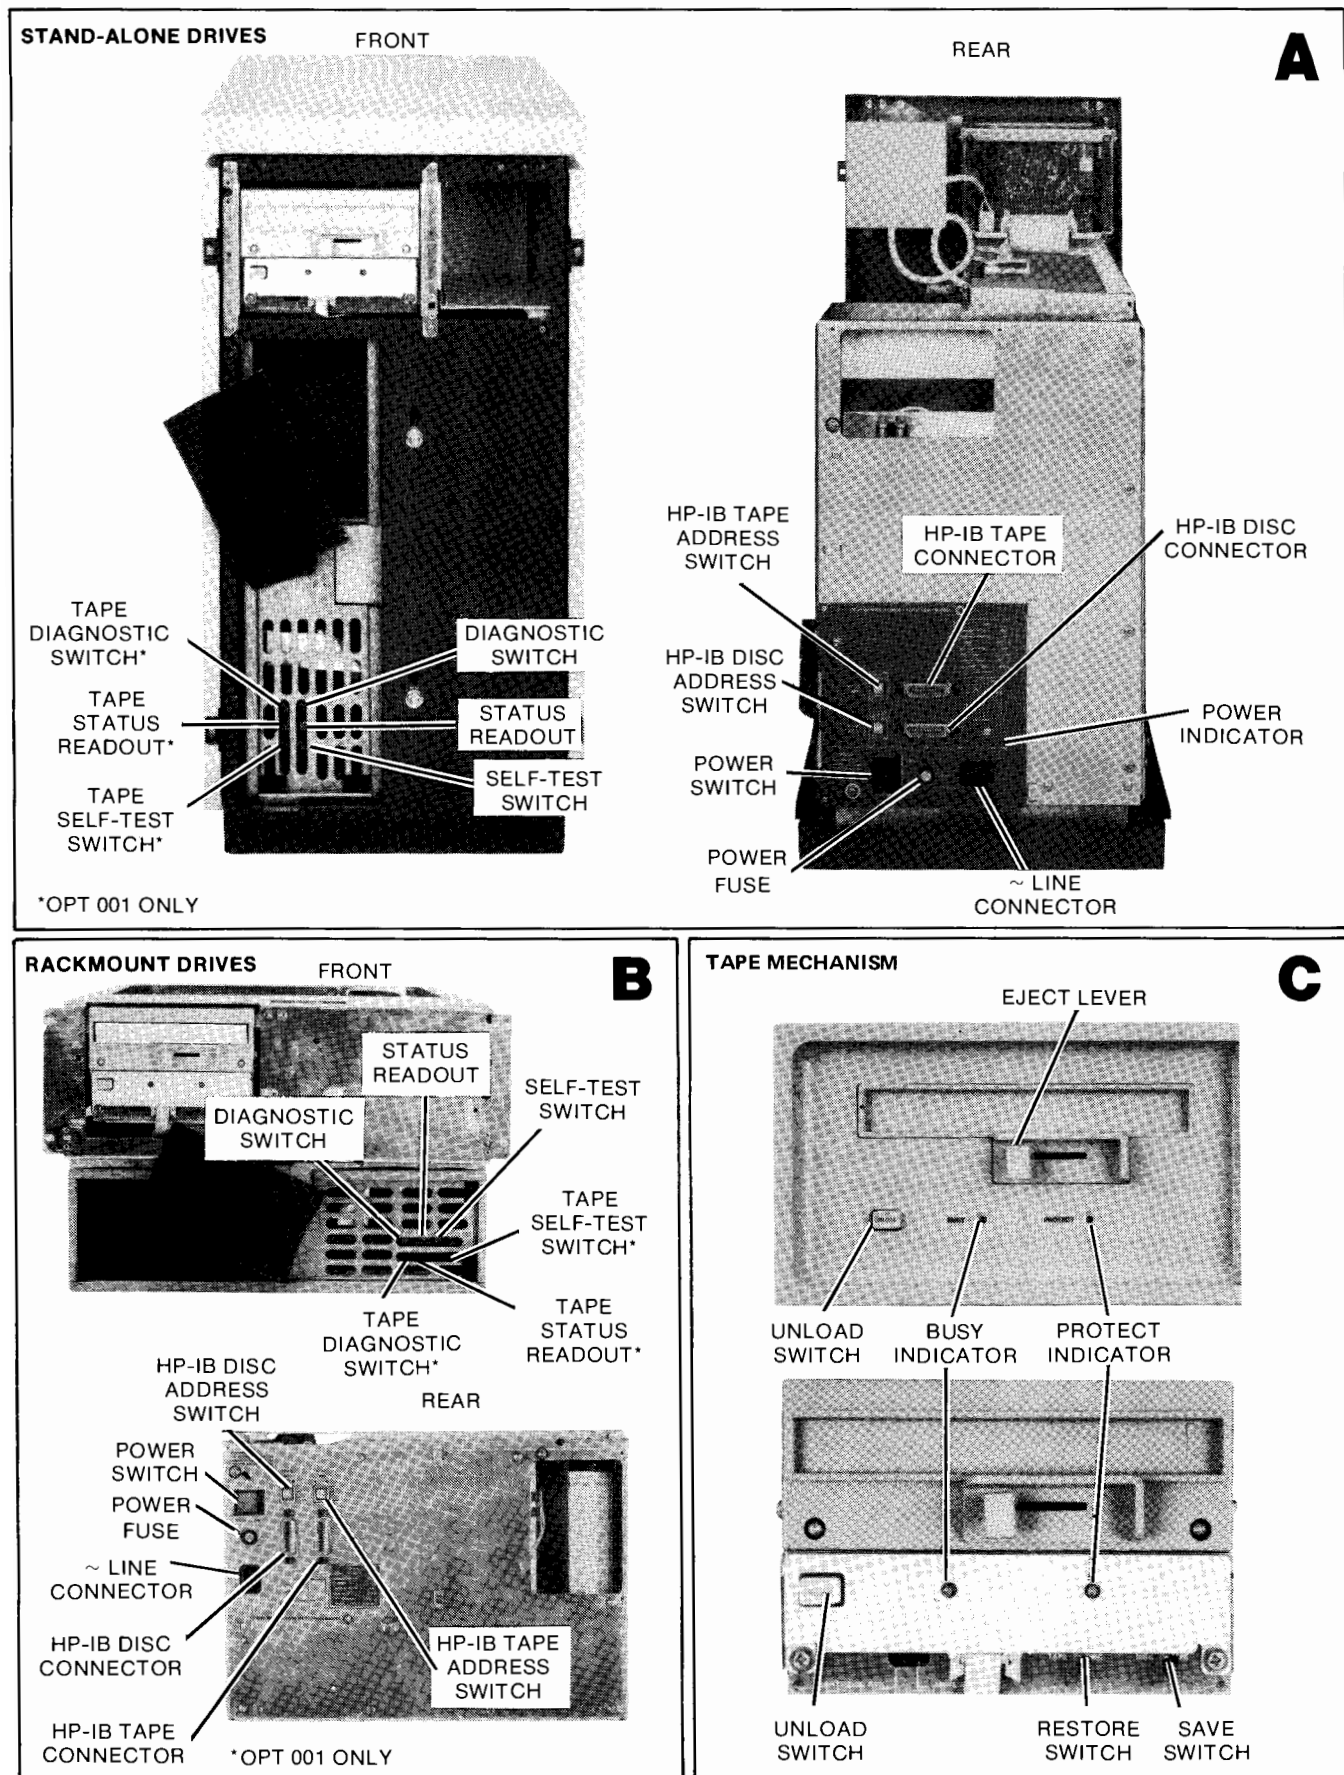 STAND-ALONE DRIVES
FRONT
REAR
A
HP-IB TAPE
ADDRESS
SWITCH
HP-IB TAPE
CONNECTOR
HP-IB DISC
CONNECTOR
TAPE
DIAGNOSTIC
SWITCH*
DIAGNOSTIC
SWITCH
HP-IB DISC
ADDRESS
SWITCH
TAPE
STATUS
READOUT*
STATUS
READOUT
POWER
INDICATOR
POWER
SWITCH
SELF-TEST
SWITCH
TAPE
SELF-TEST
SWITCH*
POWER
FUSE
~ LINE
CONNECTOR
*OPT 001 ONLY
RACKMOUNT DRIVES
FRONT
B
STATUS
READOUT
SELF-TEST
SWITCH
DIAGNOSTIC
SWITCH
TAPE
SELF-TEST
SWITCH*
TAPE
DIAGNOSTIC
SWITCH*
TAPE
STATUS
READOUT*
HP-IB DISC
ADDRESS
SWITCH
REAR
POWER
SWITCH
POWER
FUSE
~ LINE
CONNECTOR
HP-IB DISC
CONNECTOR
HP-IB TAPE
ADDRESS
SWITCH
HP-IB TAPE
CONNECTOR
*OPT 001 ONLY
TAPE MECHANISM
C
EJECT LEVER
UNLOAD
SWITCH
BUSY
INDICATOR
PROTECT
INDICATOR
UNLOAD
SWITCH
RESTORE
SWITCH
SAVE
SWITCH